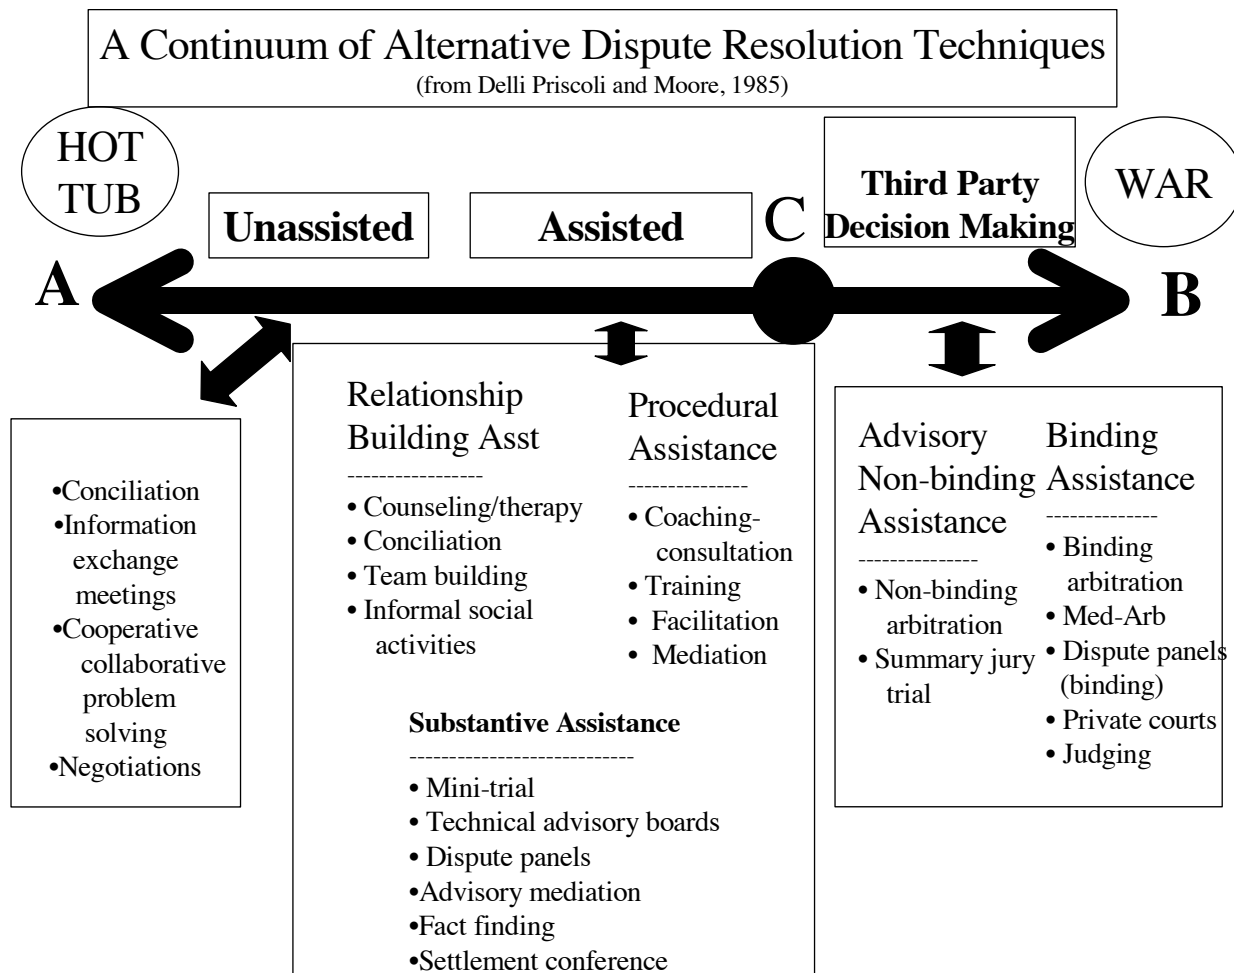 A Continuum of Alternative Dispute Resolution Techniques
(from Delli Priscoli and Moore, 1985)
HOT
TUB
Unassisted
Assisted
C
Third Party
Decision Making
WAR
A
B
•Conciliation
•Information
exchange
meetings
•Cooperative
collaborative
problem
solving
•Negotiations
Relationship
Building Asst
-----------------
• Counseling/therapy
• Conciliation
• Team building
• Informal social
activities
Procedural
Assistance
---------------
• Coaching-
consultation
• Training
• Facilitation
• Mediation
Substantive Assistance
----------------------------
• Mini-trial
• Technical advisory boards
• Dispute panels
•Advisory mediation
•Fact finding
•Settlement conference
Advisory
Non-binding
Assistance
---------------
• Non-binding
arbitration
• Summary jury
trial
Binding
Assistance
--------------
• Binding
arbitration
• Med-Arb
• Dispute panels
(binding)
• Private courts
• Judging